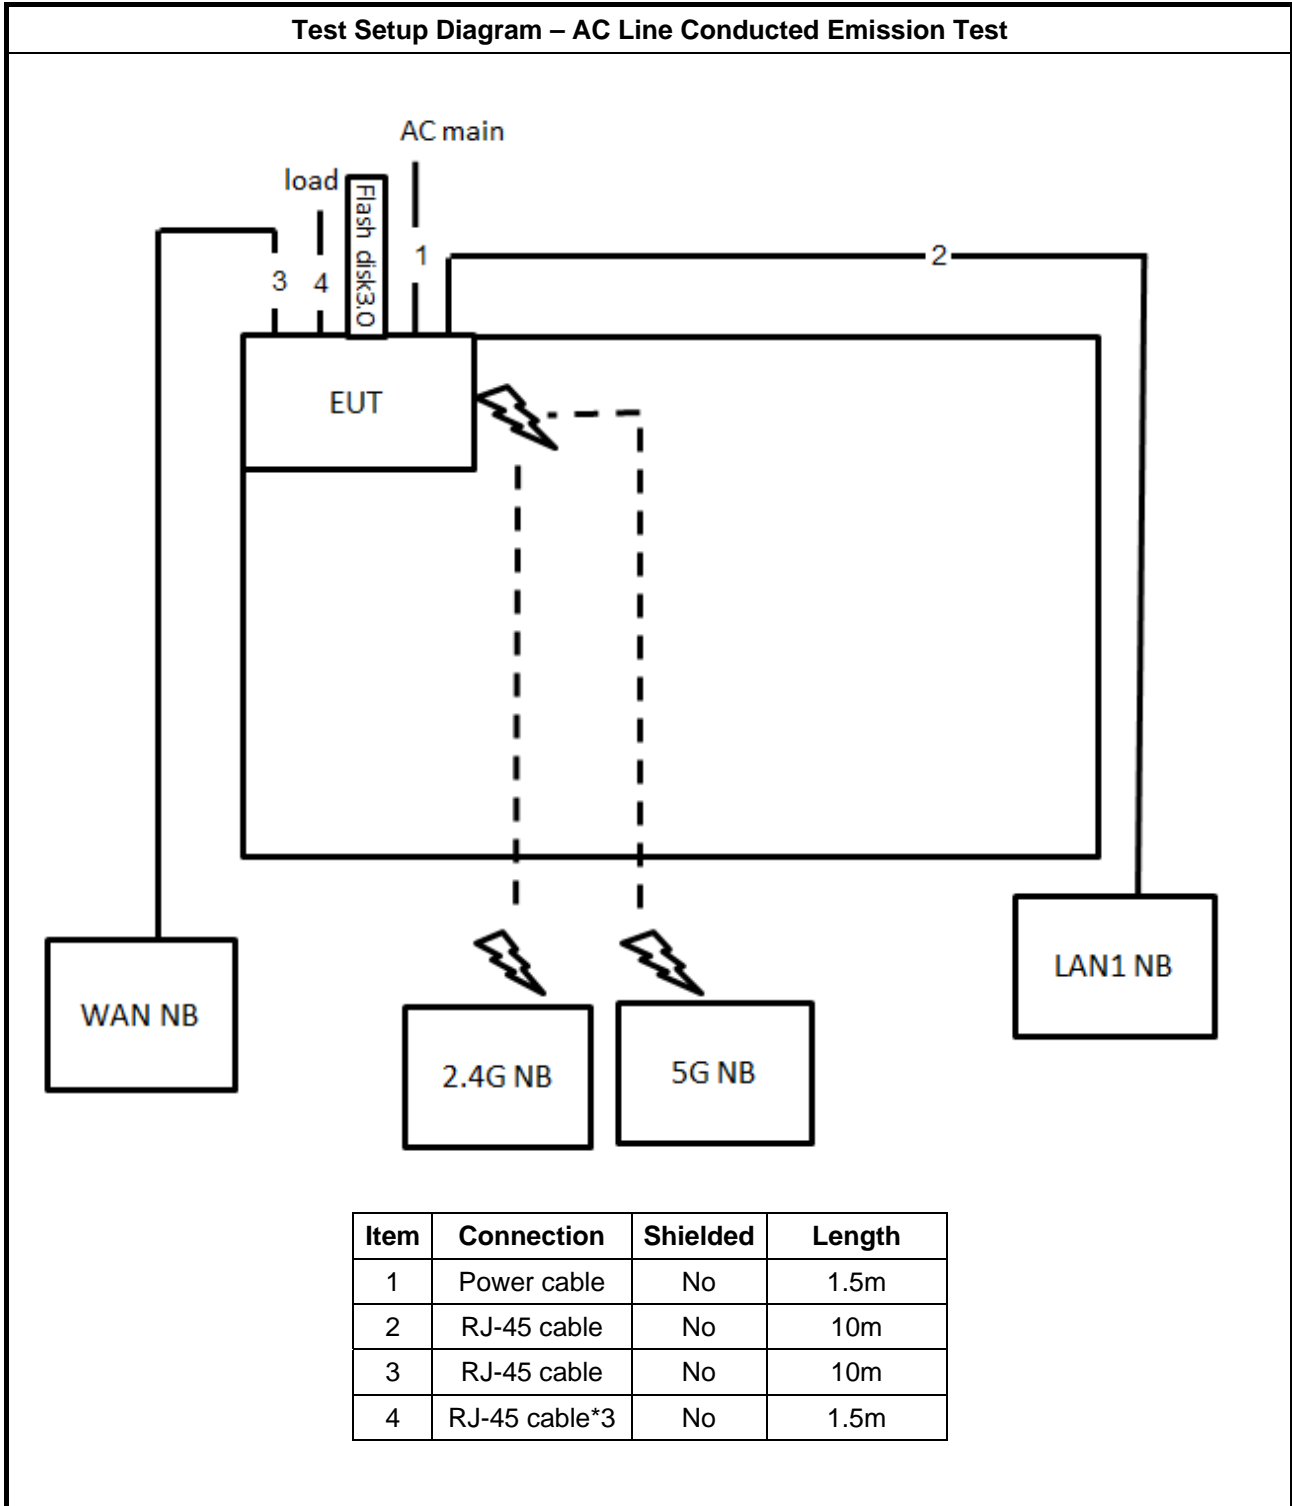 Test Setup Diagram – AC Line Conducted Emission Test
AC main
load
Flash disk3.0
1
2
3
4
EUT
WAN NB
2.4G NB
5G NB
LAN1 NB
Item Connection Shielded Length
1 Power cable No 1.5m
2 RJ-45 cable No 10m
3 RJ-45 cable No 10m
4 RJ-45 cable*3 No 1.5m